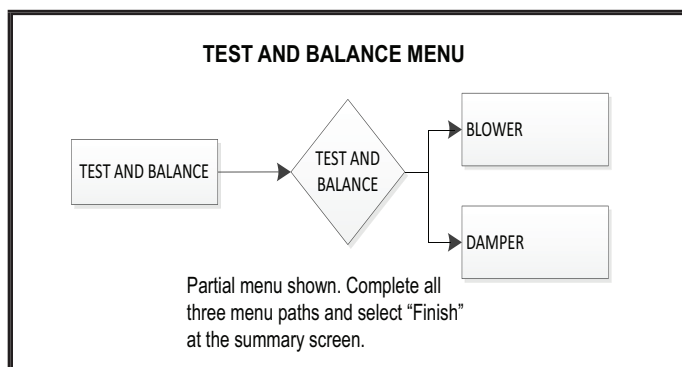 TEST AND BALANCE MENU
TEST AND BALANCE
TEST AND
BALANCE
BLOWER
DAMPER
Partial menu shown. Complete all
three menu paths and select “Finish”
at the summary screen.